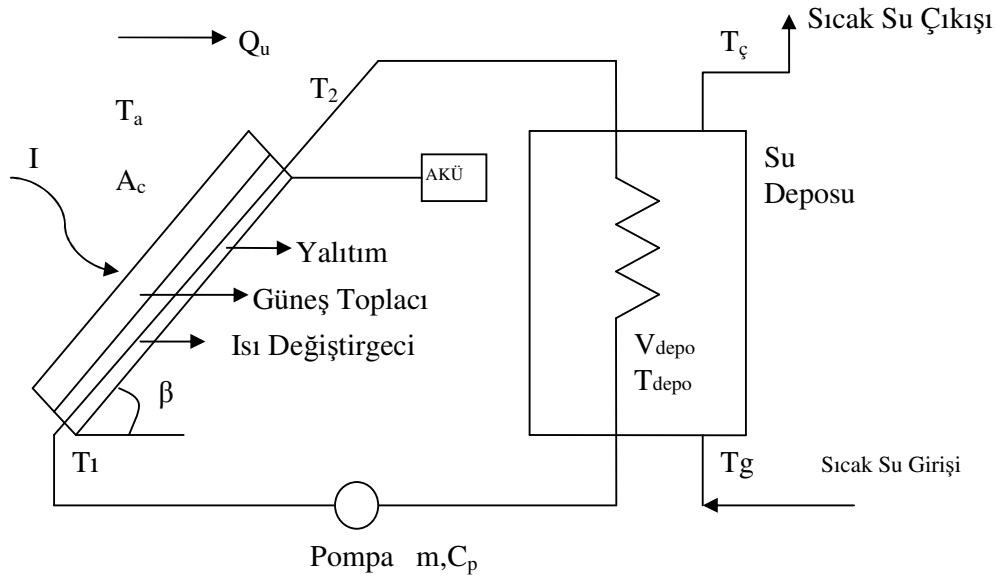 Sıcak Su Çıkışı
Qu
Tç
T2
Ta
I
Ac
AKÜ
Su
Deposu
Yalıtım
Güneş Toplacı
Isı Değiştirgeci
Vdepo
Tdepo
β
T1
Tg
Sıcak Su Girişi
Pompa m,Cp